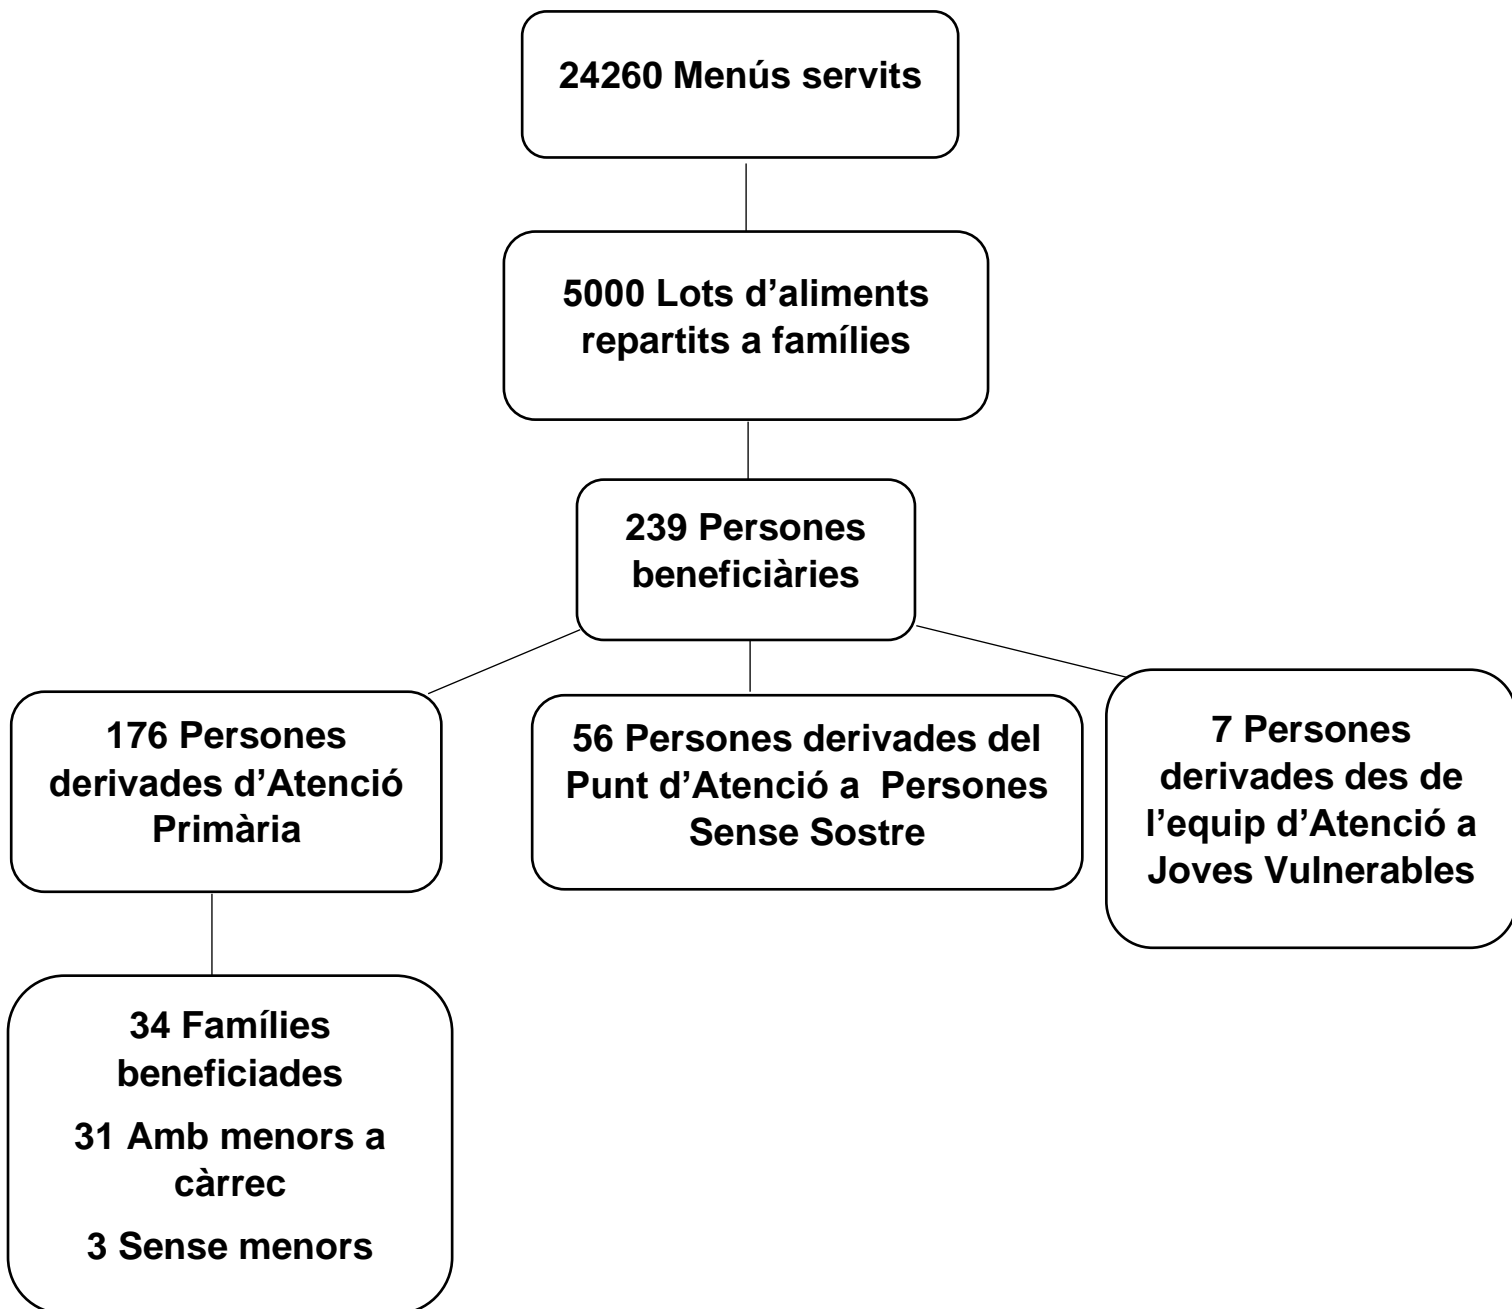 24260 Menús servits
5000 Lots d’aliments
repartits a famílies
239 Persones
beneficiàries
176 Persones
derivades d’Atenció
Primària
56 Persones derivades del
Punt d’Atenció a  Persones
Sense Sostre
7 Persones
derivades des de
l’equip d’Atenció a
Joves Vulnerables
34 Famílies
beneficiades
31 Amb menors a
càrrec
3 Sense menors